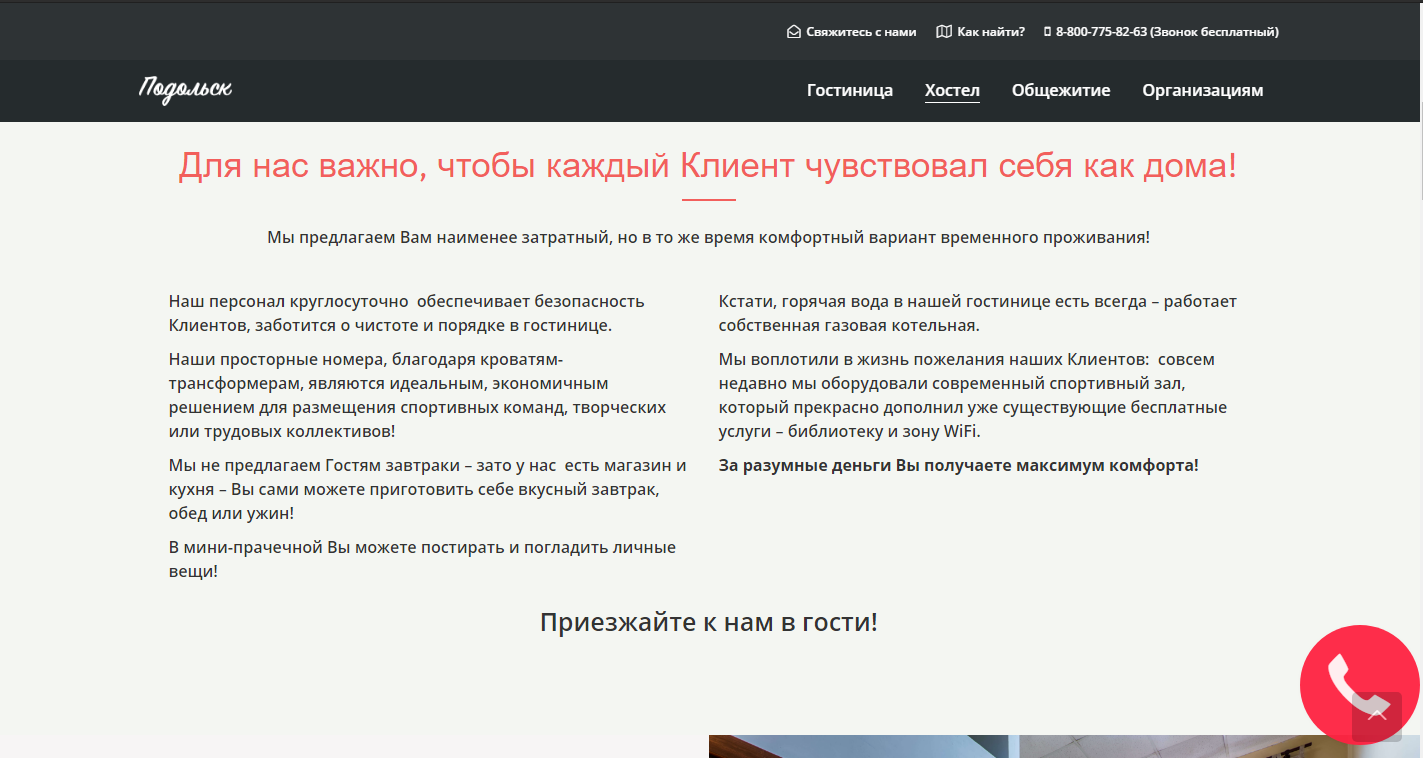 Свяжитесь с нами Как найти? 8-800-775-82-63 (Звонок бесплатный)
Подольск Гостиница Хостел Общежитие Организациям
Для нас важно, чтобы каждый Клиент чувствовал себя как дома!
Мы предлагаем Вам наименее затратный, но в то же время комфортный вариант временного проживания!
Наш персонал круглосуточно  обеспечивает безопасность
Клиентов, заботится о чистоте и порядке в гостинице.
Наши просторные номера, благодаря кроватям-
трансформерам, являются идеальным, экономичным
решением для размещения спортивных команд, творческих
или трудовых коллективов!
Мы не предлагаем Гостям завтраки – зато у нас  есть магазин и
кухня – Вы сами можете приготовить себе вкусный завтрак,
обед или ужин!
В мини-прачечной Вы можете постирать и погладить личные
вещи!
Кстати, горячая вода в нашей гостинице есть всегда – работает
собственная газовая котельная.
Мы воплотили в жизнь пожелания наших Клиентов:  совсем
недавно мы оборудовали современный спортивный зал,
который прекрасно дополнил уже существующие бесплатные
услуги – библиотеку и зону WiFi.
За разумные деньги Вы получаете максимум комфорта!
Приезжайте к нам в гости!